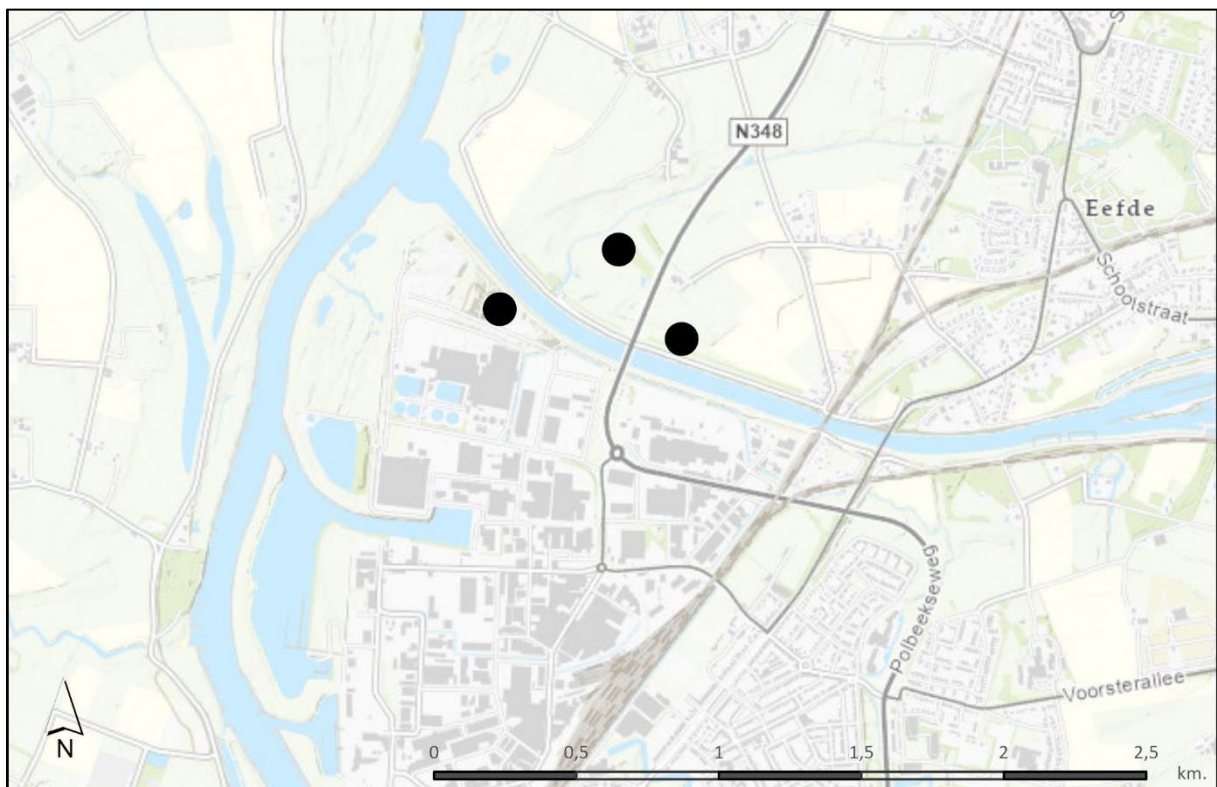 S
N348
Eefde
Schoolstraat
Polbeekseweg
Voorsterallee
N
0 0,5 1 1,5 2 2,5
km.